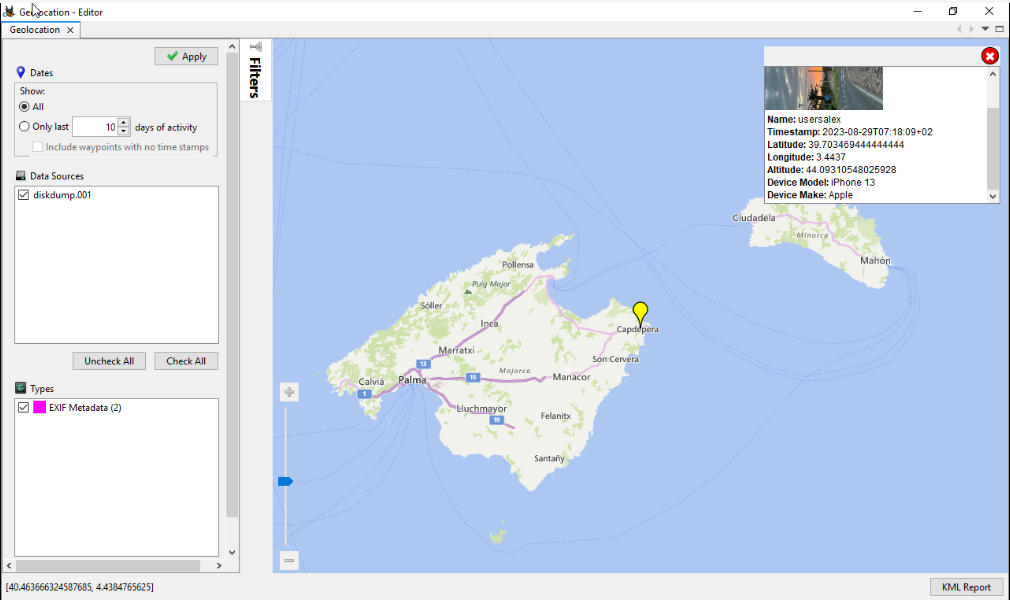 Geolocation - Editor
Geolocation
Apply
Dates
Show:
All
Only last 10 days of activity
Include waypoints with no time stamps
Data Sources
diskdump.001
Uncheck All Check All
Types
EXIF Metadata (2)
Filters
Name: usersalex
Timestamp: 2023-08-29T07:18:09+02
Latitude: 39.703469444444444
Longitude: 3.4437
Altitude: 44.09310548025928
Device Model: iPhone 13
Device Make: Apple
Ciudadela
Minorca
Mahón
Pollensa
Puig Major
Sóller
Inca
Capdepera
Marratxi
Son Cervera
13
Majorca
Calviá Palma 15 Manacor
1
Lluchmayor
Felanitx
19
Santañy
[40.463666324587685, 4.4384765625]
KML Report